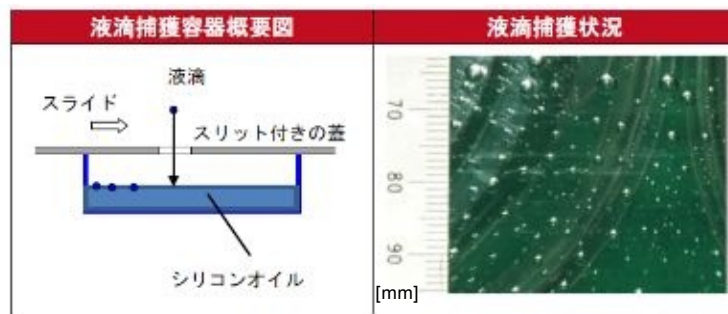 液滴捕獲容器概要図
液滴捕獲状況
液滴
スライド
スリット付きの蓋
シリコンオイル
70
80
90
[mm]